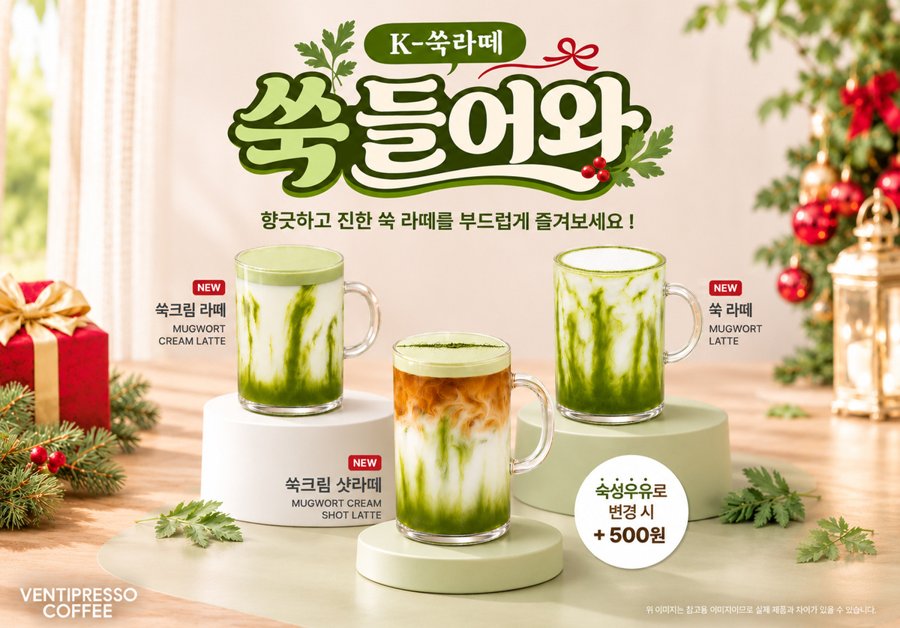 K-쑥라떼
쑥 들어와
향긋하고 진한 쑥 라떼를 부드럽게 즐겨보세요 !
NEW
쑥크림 라떼
MUGWORT
CREAM LATTE
NEW
쑥 라떼
MUGWORT
LATTE
NEW
쑥크림 샷라떼
MUGWORT CREAM
SHOT LATTE
숙성우유로
변경 시
+ 500원
VENTIPRESSO
COFFEE
위 이미지는 참고용 이미지이므로 실제 제품과 차이가 있을 수 있습니다.